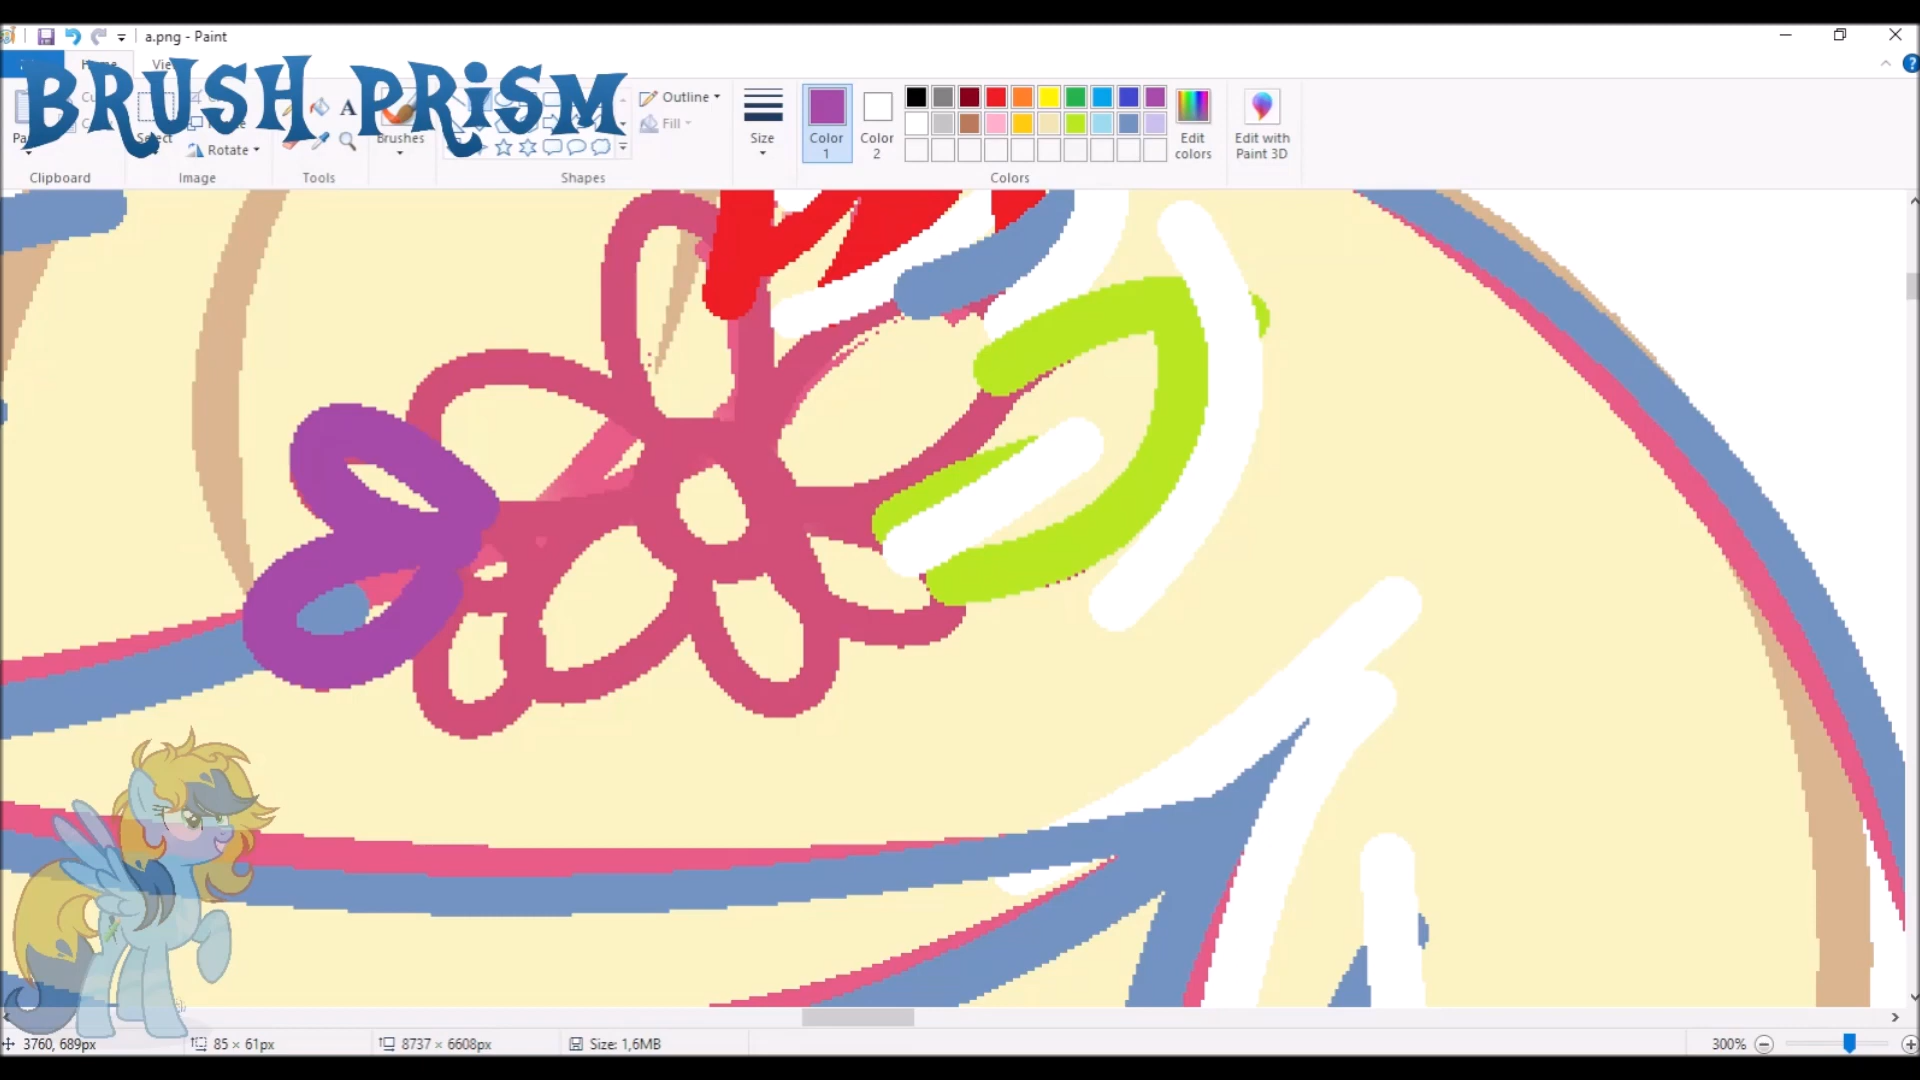 a.png - Paint
BRUSH PRISM
Outline
Fill
Select
Rotate
Brushes
Size
Color 1
Color 2
Edit colors
Edit with Paint 3D
Clipboard
Image
Tools
Shapes
Colors
3760, 689px
85 × 61px
8737 × 6608px
Size: 1,6MB
300%